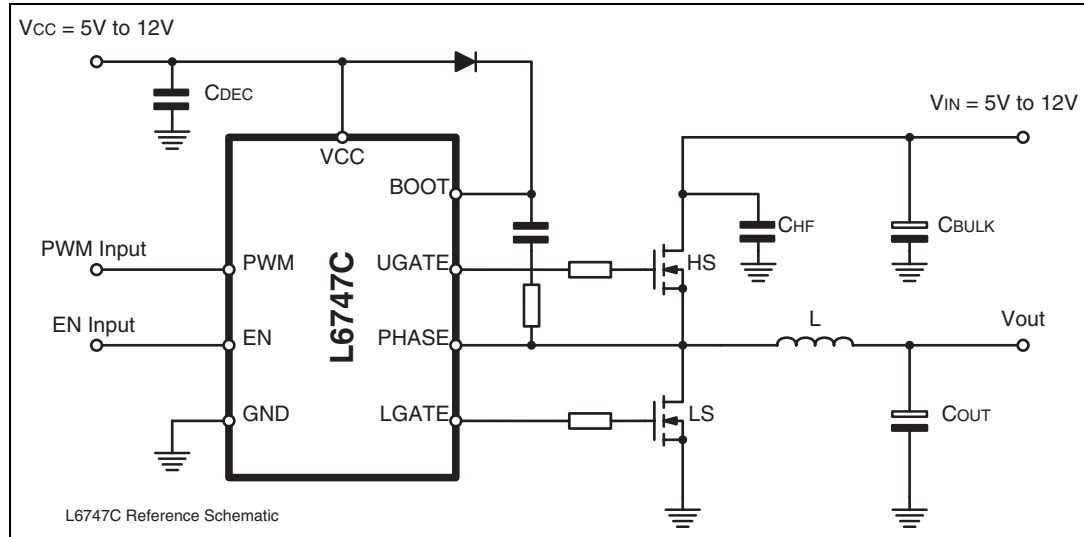 VCC = 5V to 12V
CDEC
VIN = 5V to 12V
VCC
BOOT
CHF
CBULK
PWM Input
PWM
UGATE
HS
L6747C
EN Input
EN
PHASE
L
Vout
GND
LGATE
LS
COUT
L6747C Reference Schematic